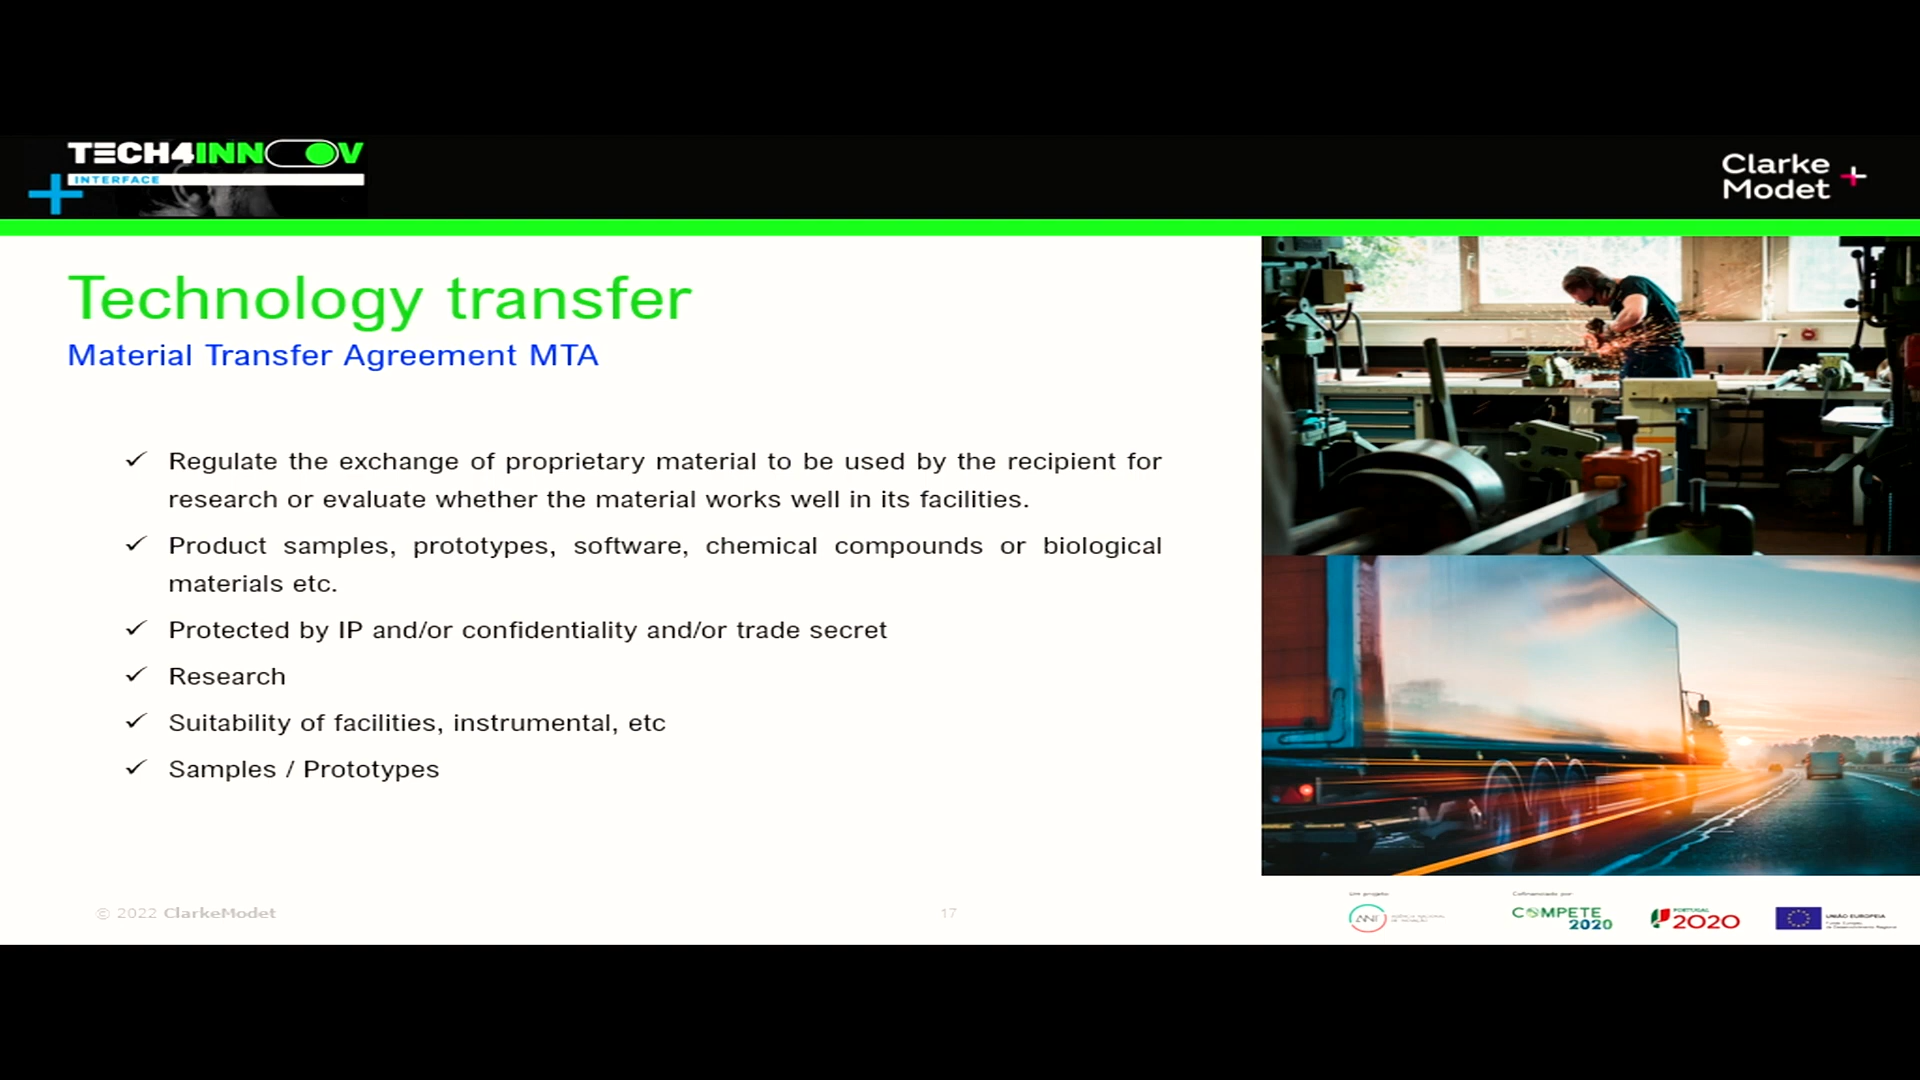 TECH4INNOV
INTERFACE
Clarke
Modet
Technology transfer
Material Transfer Agreement MTA
✓ Regulate the exchange of proprietary material to be used by the recipient for
research or evaluate whether the material works well in its facilities.
✓ Product samples, prototypes, software, chemical compounds or biological
materials etc.
✓ Protected by IP and/or confidentiality and/or trade secret
✓ Research
✓ Suitability of facilities, instrumental, etc
✓ Samples / Prototypes
© 2022 ClarkeModet
17
Um projeto
ANI
Cofinanciado por
COMPETE
2020
PORTUGAL
2020
UNIÃO EUROPEIA